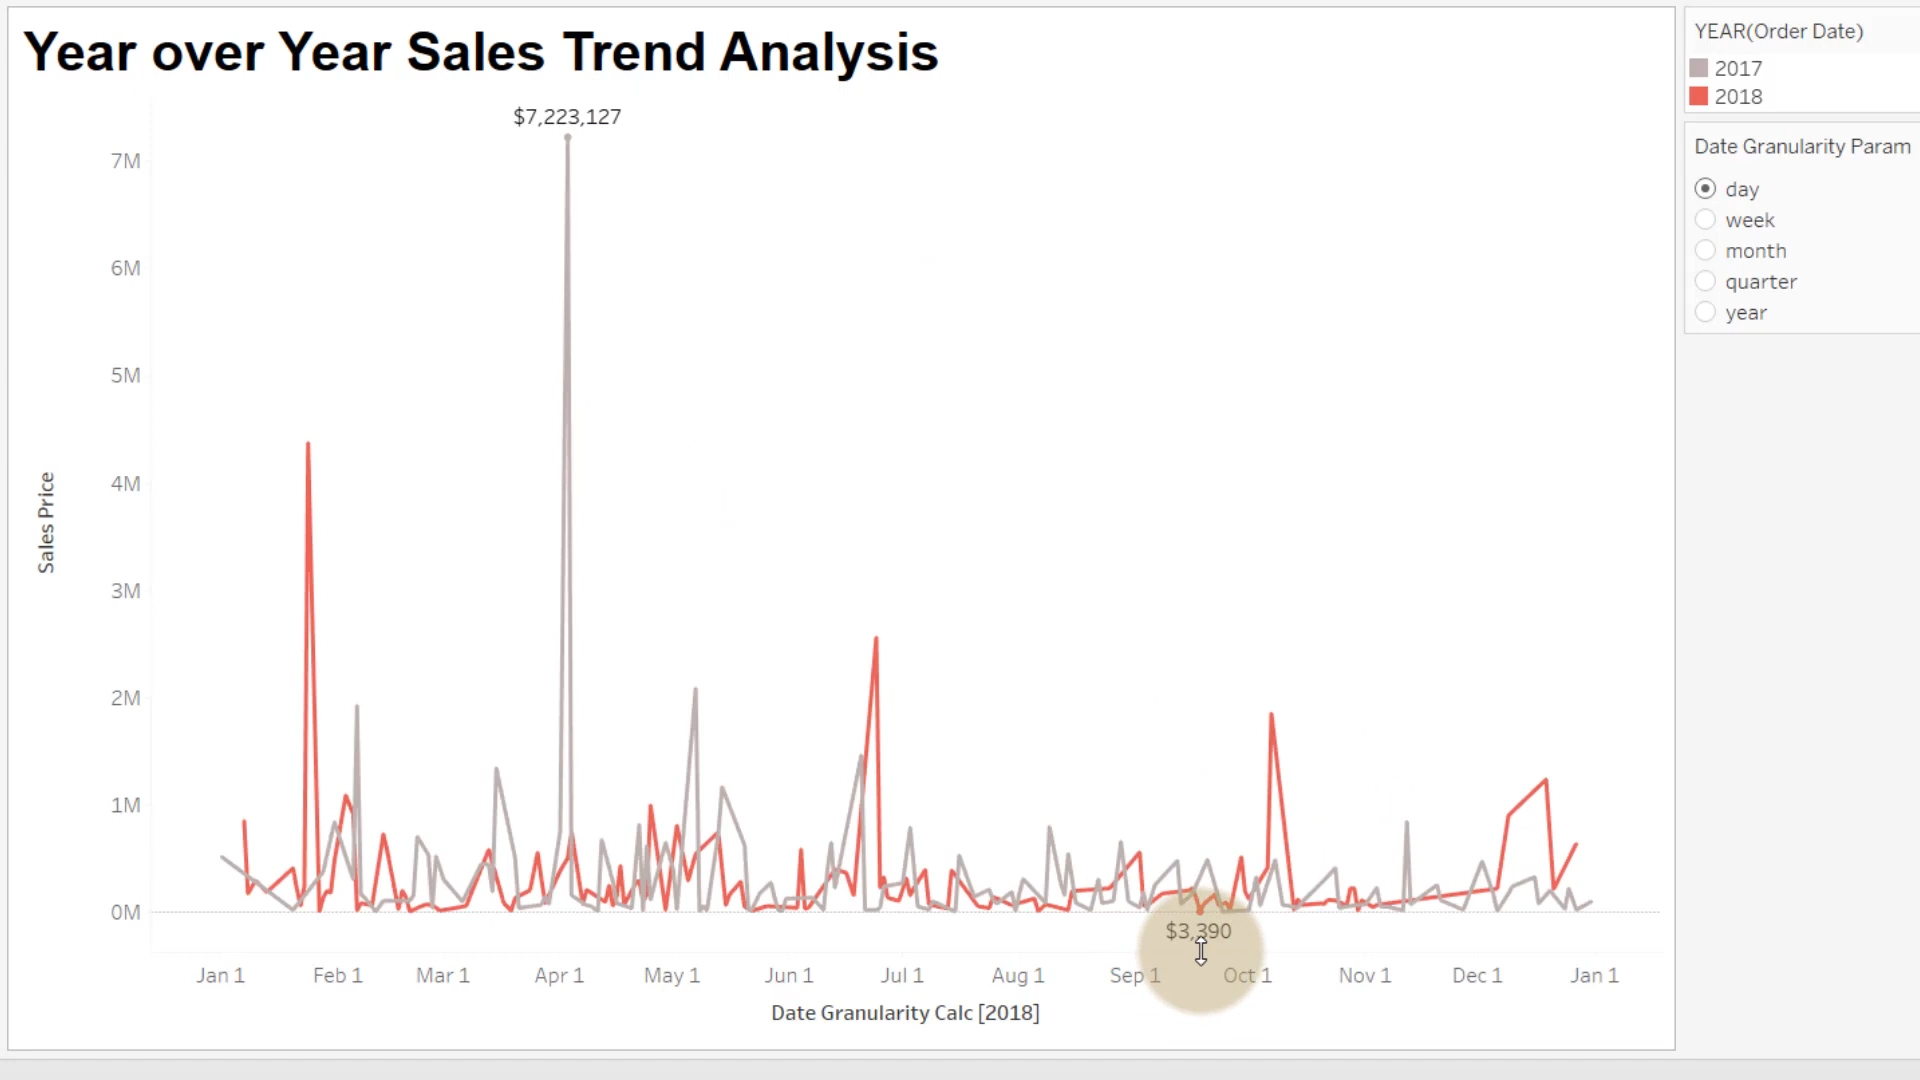 Year over Year Sales Trend Analysis
$7,223,127
7M
6M
5M
4M
3M
2M
1M
0M
Sales Price
$3,390
Jan 1 Feb 1 Mar 1 Apr 1 May 1 Jun 1 Jul 1 Aug 1 Sep 1 Oct 1 Nov 1 Dec 1 Jan 1
Date Granularity Calc [2018]
YEAR(Order Date)
2017
2018
Date Granularity Param
day
week
month
quarter
year